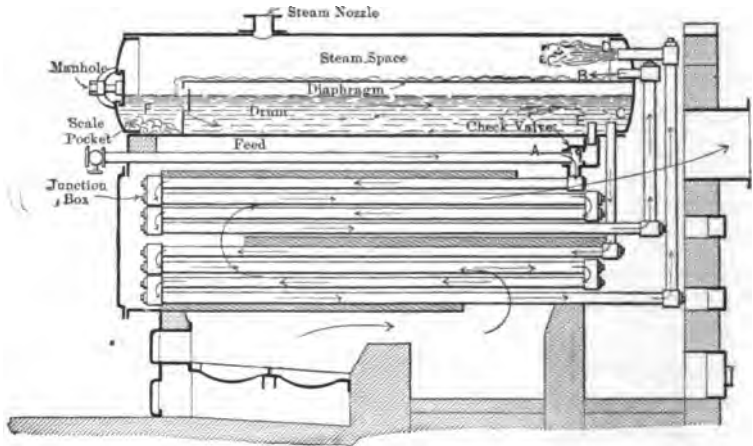 Steam Nozzle
Steam Space
Manhole
Diaphragm
B
F
Drum
C
E
Scale
Pocket
Check Valve
Feed
A
Junction
Box